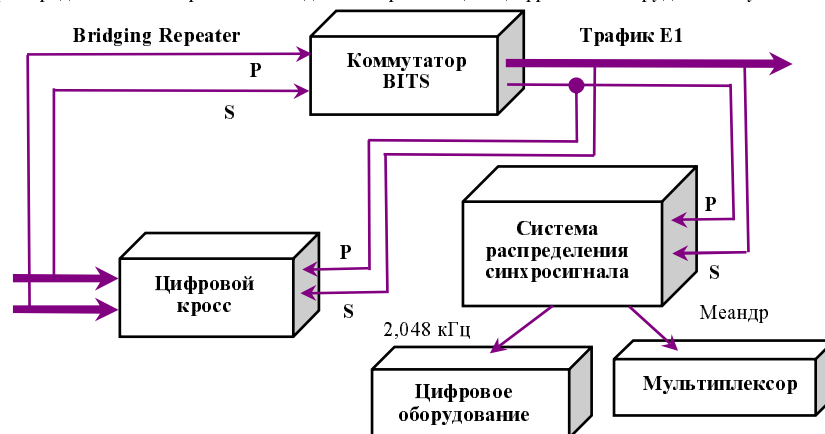 Bridging Repeater
Трафик E1
Коммутатор
BITS
P
S
Система
распределения
синхросигнала
P
S
Цифровой
кросс
P
S
2,048 кГц
Меандр
Цифровое
оборудование
Мультиплексор